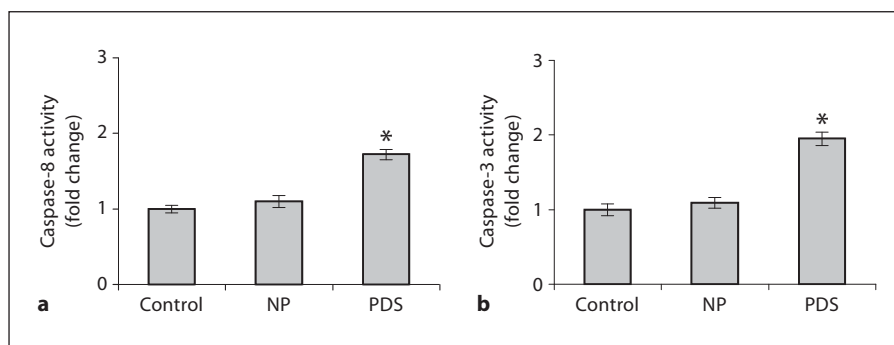 Caspase-8 activity
(fold change)
3
2
1
0
*
Control NP PDS
a
Caspase-3 activity
(fold change)
3
2
1
0
*
Control NP PDS
b